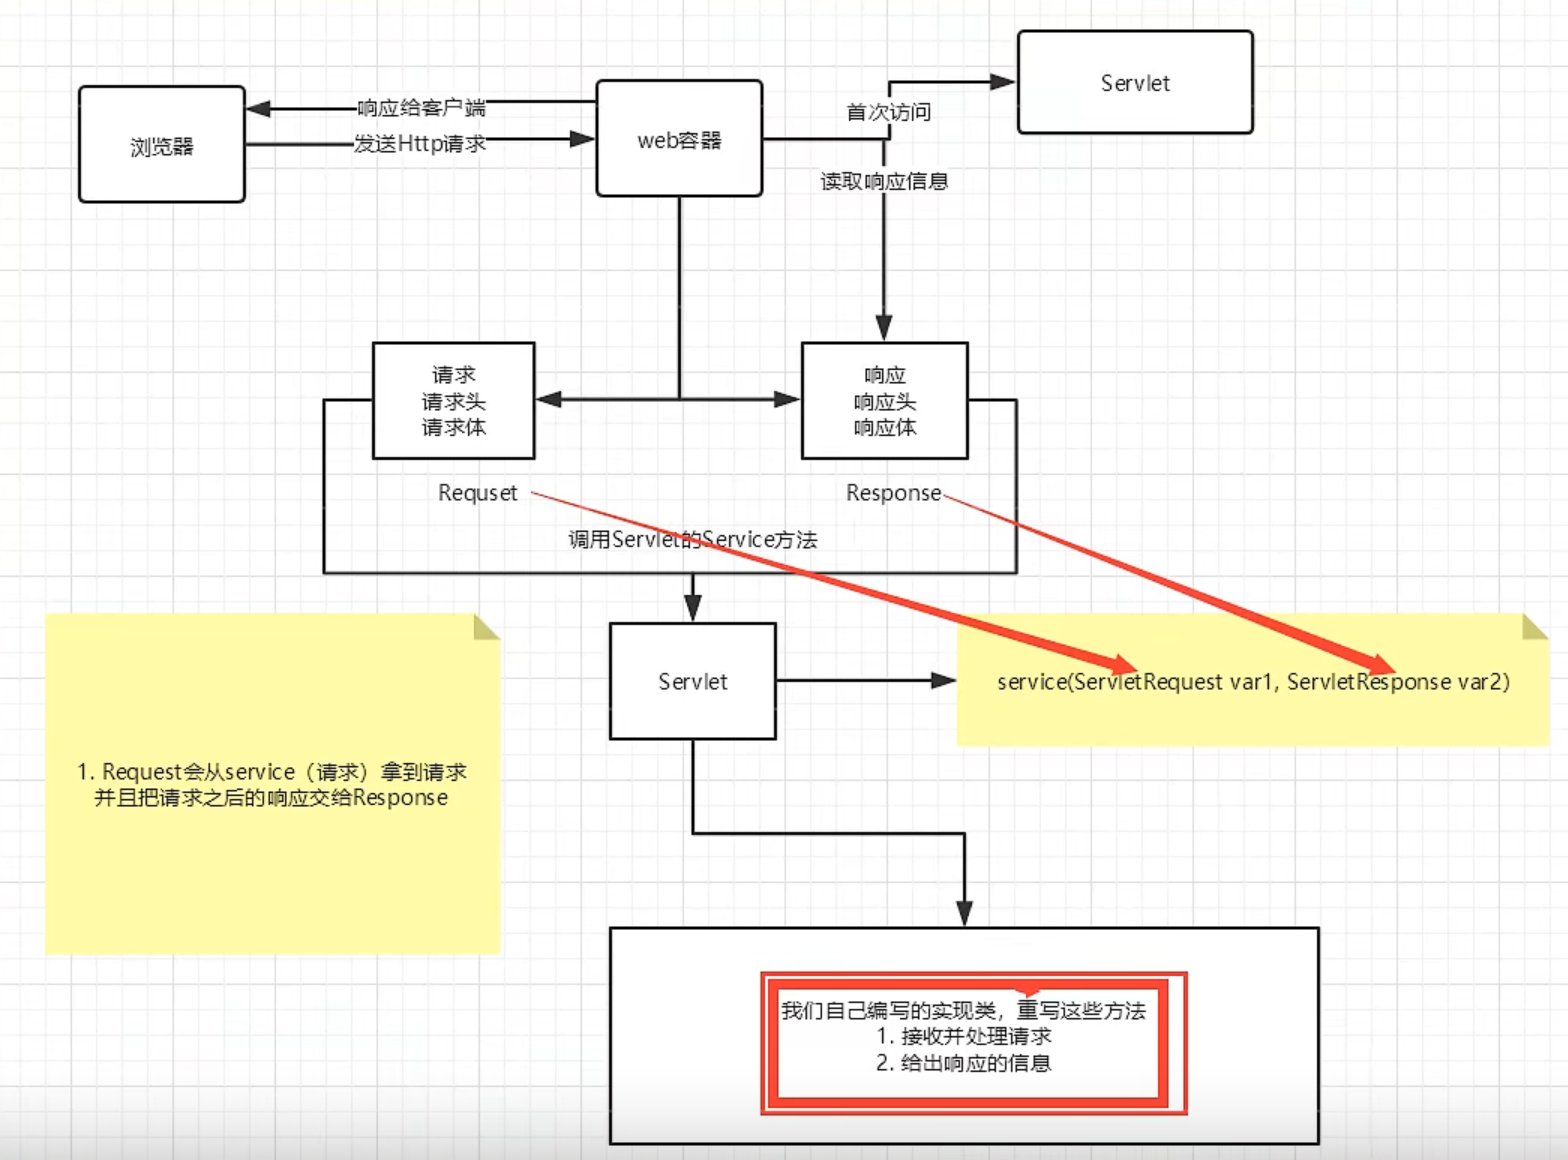 Servlet
响应给客户端
首次访问
浏览器
发送Http请求
web容器
读取响应信息
请求
请求头
请求体
响应
响应头
响应体
Requset
Response
调用Servlet的Service方法
Servlet
service(ServletRequest var1, ServletResponse var2)
1. Request会从service（请求）拿到请求
并且把请求之后的响应交给Response
我们自己编写的实现类，重写这些方法
1. 接收并处理请求
2. 给出响应的信息